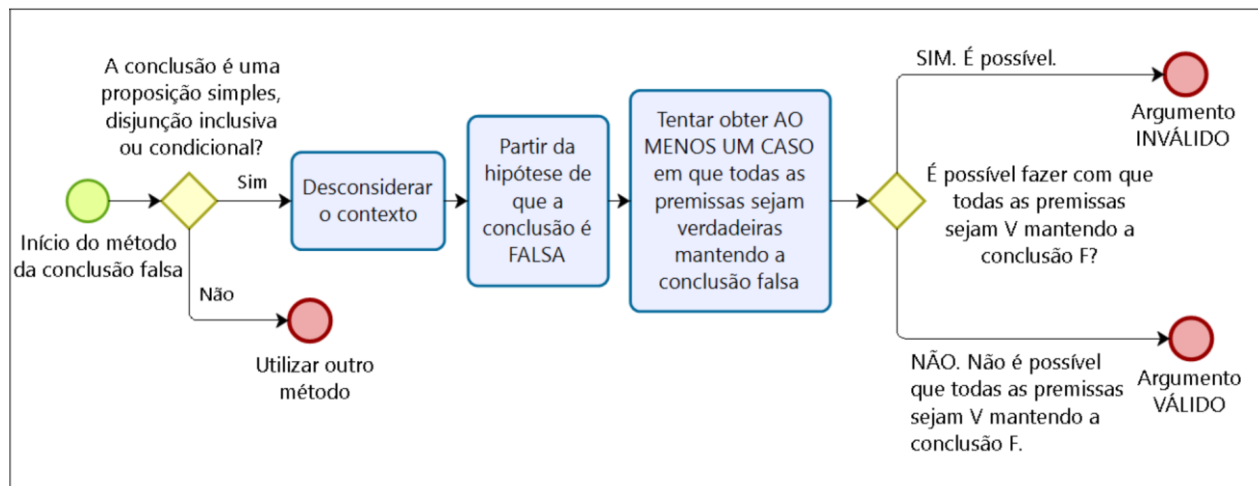 A conclusão é uma
proposição simples,
disjunção inclusiva
ou condicional?
Início do método
da conclusão falsa
Sim
Não
Utilizar outro
método
Desconsiderar
o contexto
Partir da
hipótese de
que a
conclusão é
FALSA
Tentar obter AO
MENOS UM CASO
em que todas as
premissas sejam
verdadeiras
mantendo a
conclusão falsa
SIM. É possível.
Argumento
INVÁLIDO
É possível fazer com que
todas as premissas
sejam V mantendo a
conclusão F?
NÃO. Não é possível
que todas as premissas
sejam V mantendo a
conclusão F.
Argumento
VÁLIDO